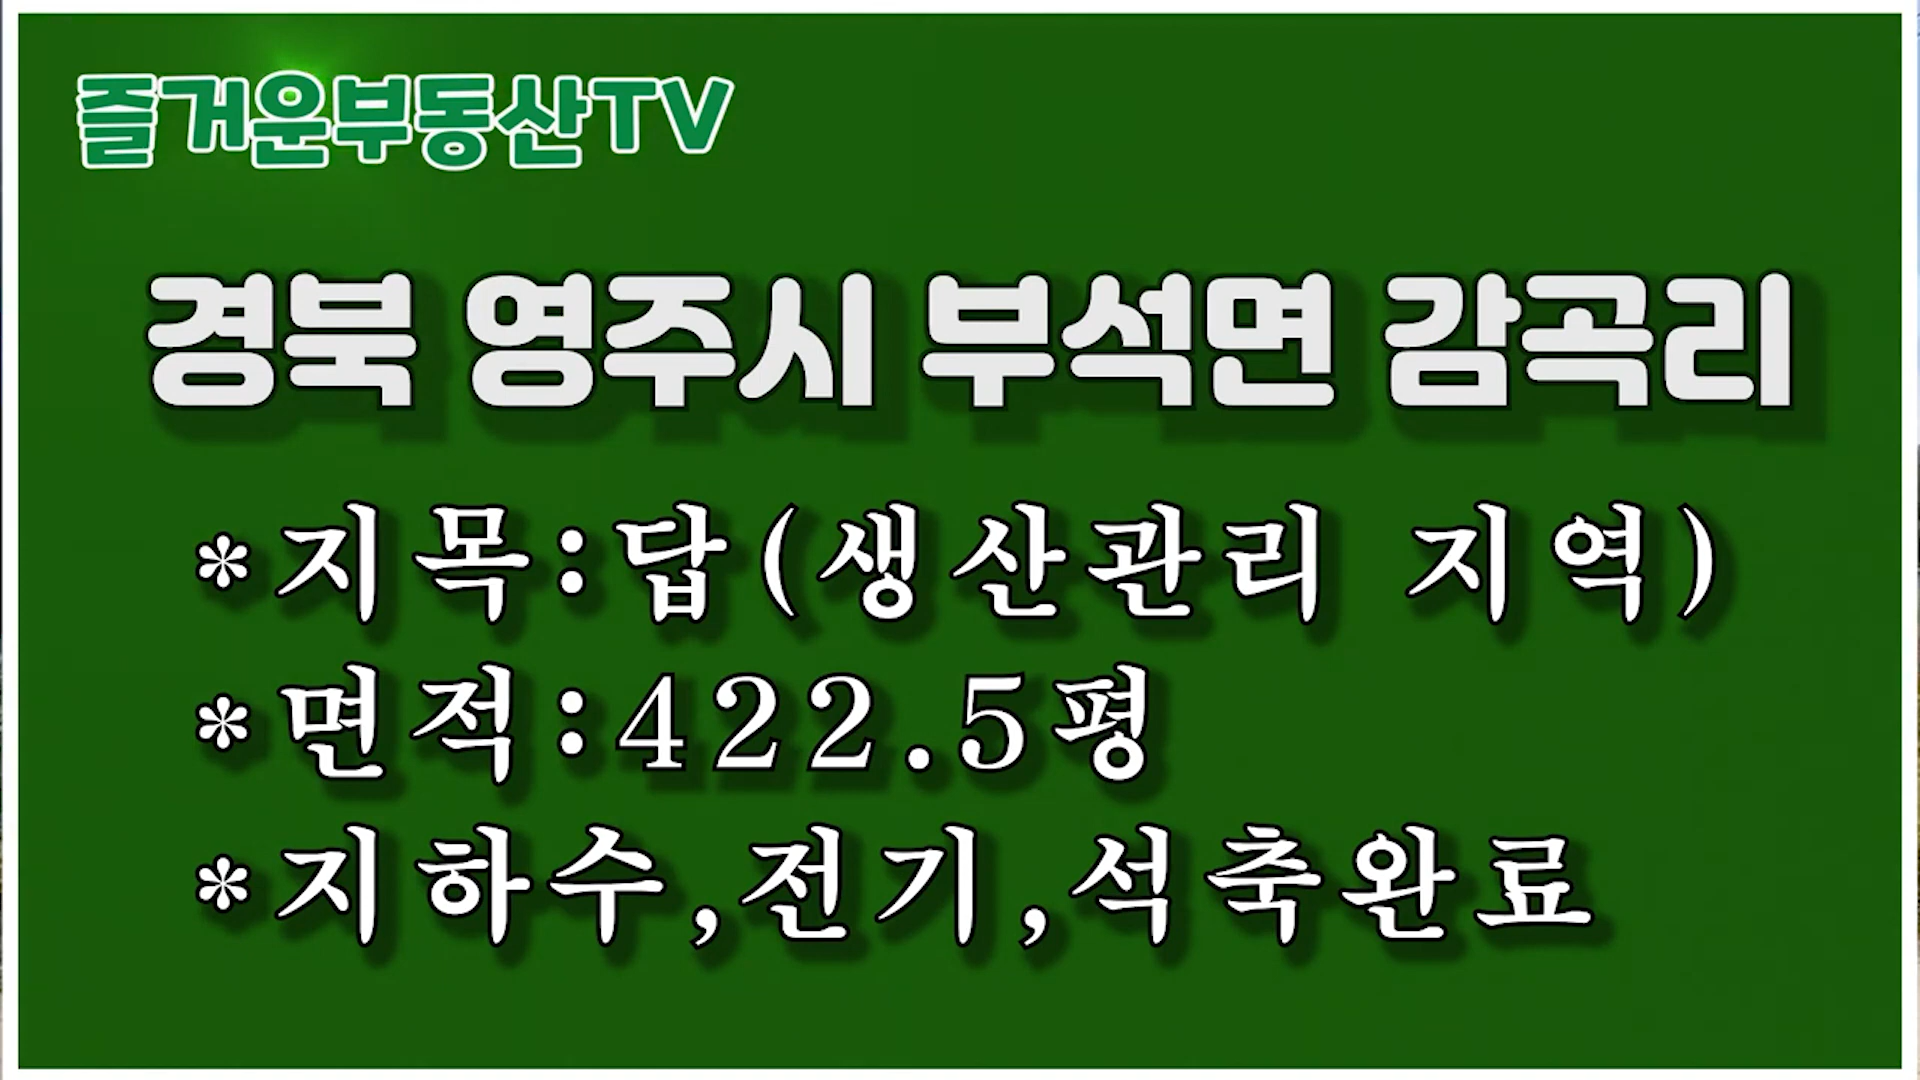 즐거운부동산TV
경북 영주시 부석면 감곡리
*지목:답(생산관리 지역)
*면적:422.5평
*지하수,전기,석축완료